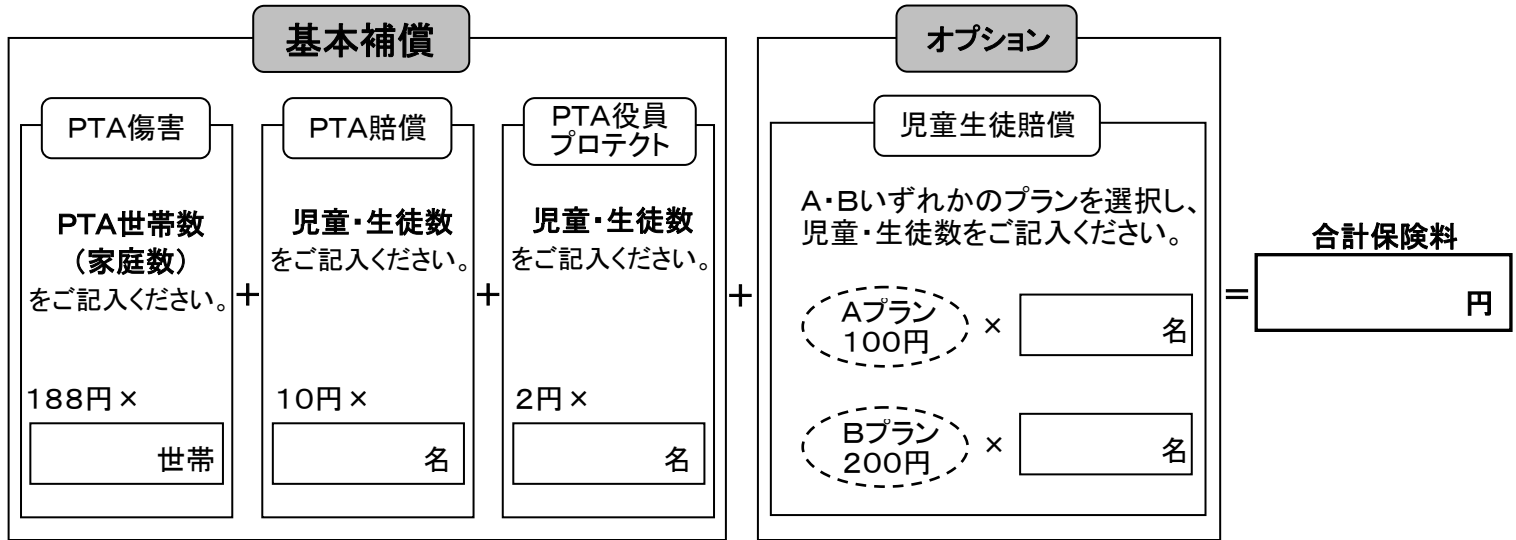 基本補償
PTA傷害
PTA世帯数
(家庭数)
をご記入ください。
188円×
世帯
+
PTA賠償
児童・生徒数
をご記入ください。
10円×
名
+
PTA役員
プロテクト
児童・生徒数
をご記入ください。
2円×
名
+
オプション
児童生徒賠償
A・Bいずれかのプランを選択し、
児童・生徒数をご記入ください。
Aプラン
100円
×
名
Bプラン
200円
×
名
=
合計保険料
円